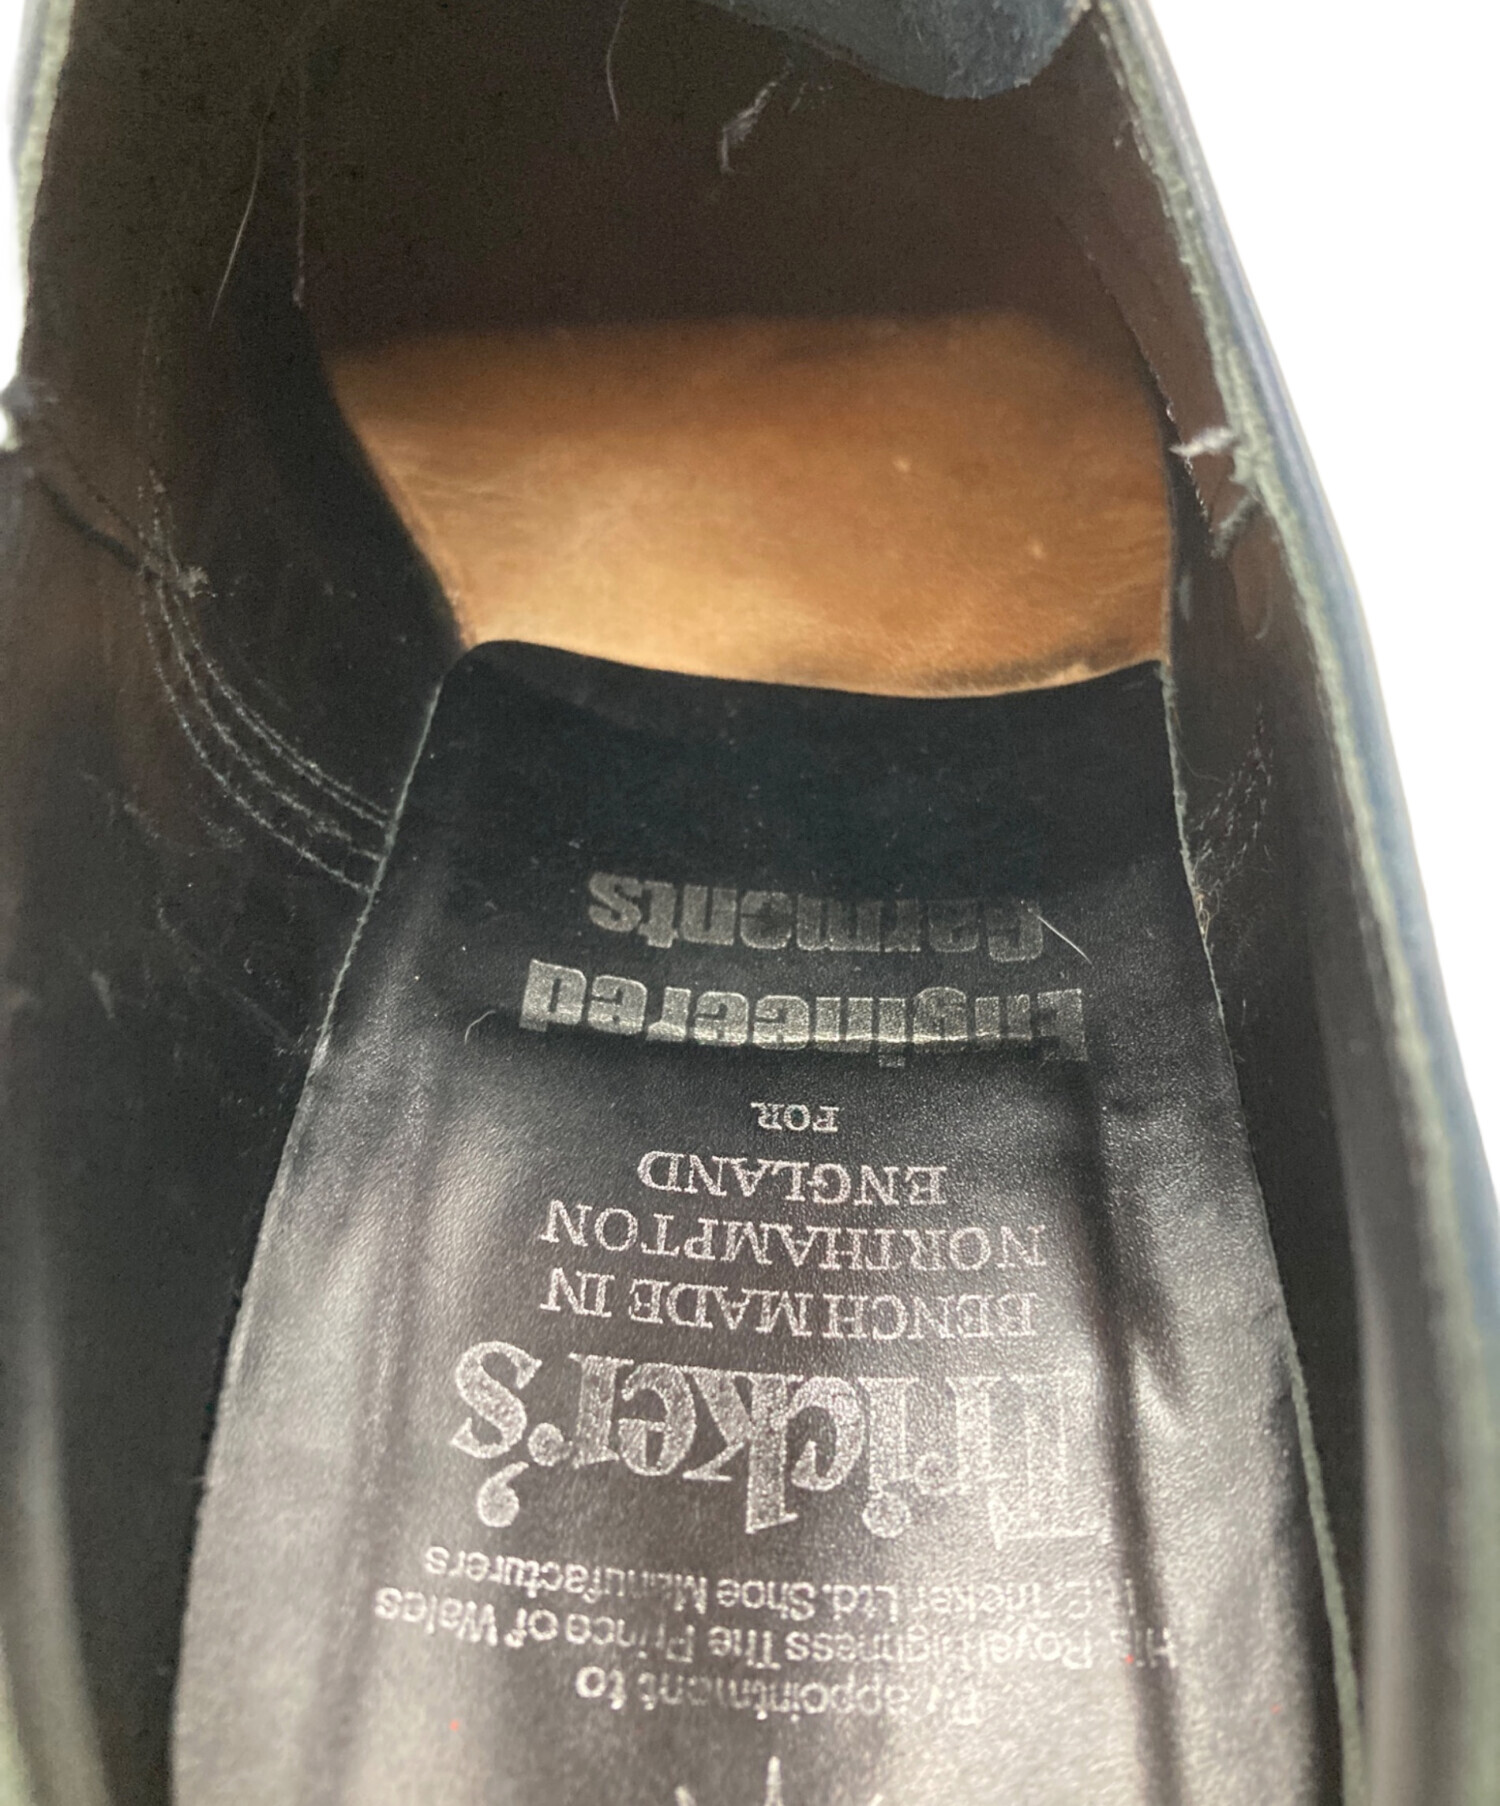 By appointment to
His Royal Highness The Prince of Wales
R.E. Tricker Ltd. Shoe Manufacturers
Tricker's
BENCH MADE IN
NORTHAMPTON
ENGLAND
FOR
Engineered
Garments